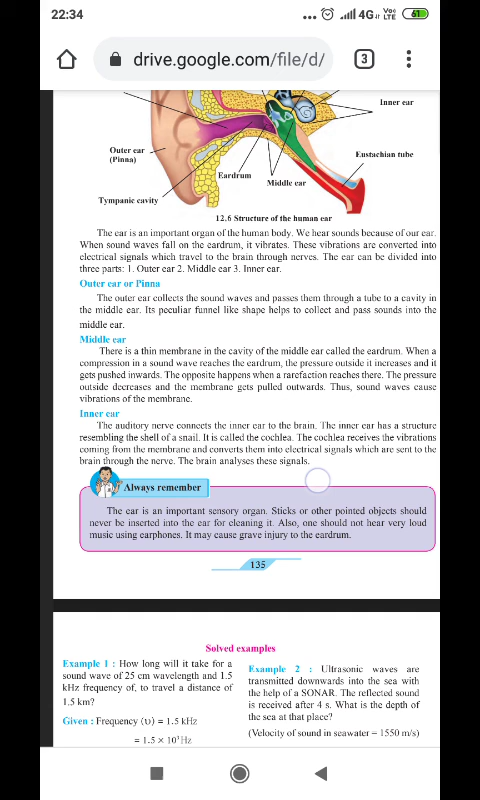 22:34
... 4G Vo LTE 61
drive.google.com/file/d/
3
Inner ear
Outer ear
(Pinna)
Eustachian tube
Eardrum
Middle ear
Tympanic cavity
12.6 Structure of the human ear
The ear is an important organ of the human body. We hear sounds because of our ear.
When sound waves fall on the eardrum, it vibrates. These vibrations are converted into
electrical signals which travel to the brain through nerves. The ear can be divided into
three parts: 1. Outer ear 2. Middle ear 3. Inner ear.
Outer ear or Pinna
The outer ear collects the sound waves and passes them through a tube to a cavity in
the middle ear. Its peculiar funnel like shape helps to collect and pass sounds into the
middle ear.
Middle ear
There is a thin membrane in the cavity of the middle ear called the eardrum. When a
compression in a sound wave reaches the eardrum, the pressure outside it increases and it
gets pushed inwards. The opposite happens when a rarefaction reaches there. The pressure
outside decreases and the membrane gets pulled outwards. Thus, sound waves cause
vibrations of the membrane.
Inner ear
The auditory nerve connects the inner ear to the brain. The inner ear has a structure
resembling the shell of a snail. It is called the cochlea. The cochlea receives the vibrations
coming from the membrane and converts them into electrical signals which are sent to the
brain through the nerve. The brain analyses these signals.
Always remember
The ear is an important sensory organ. Sticks or other pointed objects should
never be inserted into the ear for cleaning it. Also, one should not hear very loud
music using earphones. It may cause grave injury to the eardrum.
135
Solved examples
Example 1 : How long will it take for a
sound wave of 25 cm wavelength and 1.5
kHz frequency of, to travel a distance of
1.5 km?
Given : Frequency (υ) = 1.5 kHz
= 1.5 x 10³Hz
Example 2 : Ultrasonic waves are
transmitted downwards into the sea with
the help of a SONAR. The reflected sound
is received after 4 s. What is the depth of
the sea at that place?
(Velocity of sound in seawater = 1550 m/s)